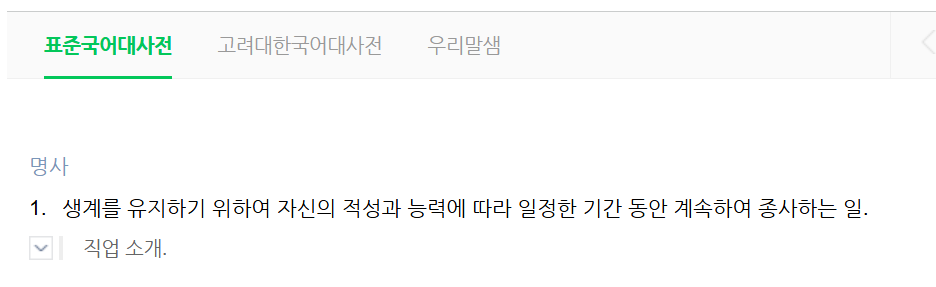 표준국어대사전 고려대한국어대사전 우리말샘
명사
1. 생계를 유지하기 위하여 자신의 적성과 능력에 따라 일정한 기간 동안 계속하여 종사하는 일.
직업 소개.